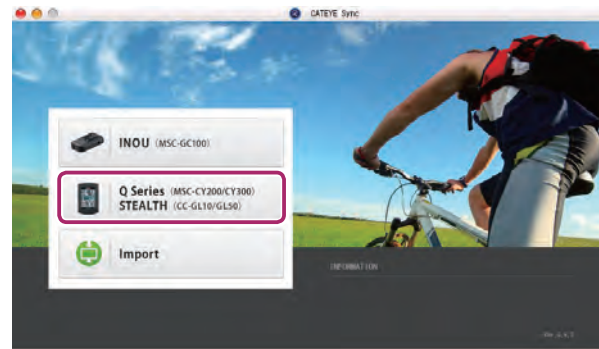 CATEYE Sync
INOU (MSC-GC100)
Q Series (MSC-CY200/CY300)
STEALTH (CC-GL10/GL50)
Import
INFORMATION